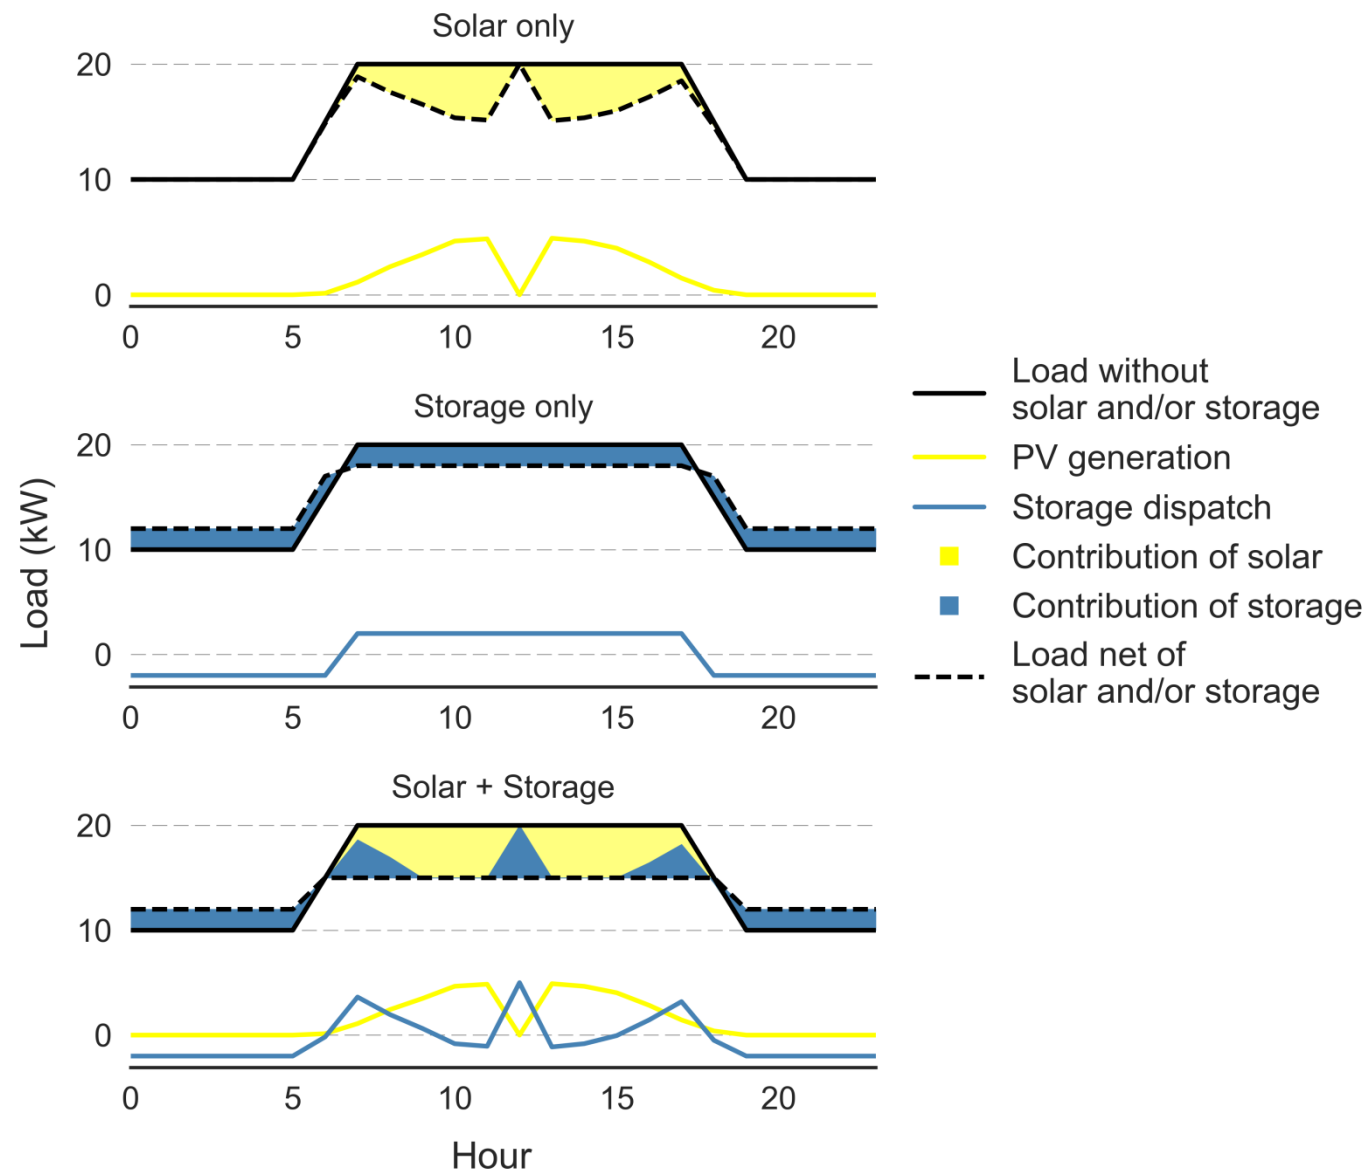 Solar only
20
10
0
0 5 10 15 20
Storage only
20
10
0
0 5 10 15 20
Solar + Storage
20
10
0
0 5 10 15 20
Hour
Load (kW)
Load without
solar and/or storage
PV generation
Storage dispatch
Contribution of solar
Contribution of storage
Load net of
solar and/or storage